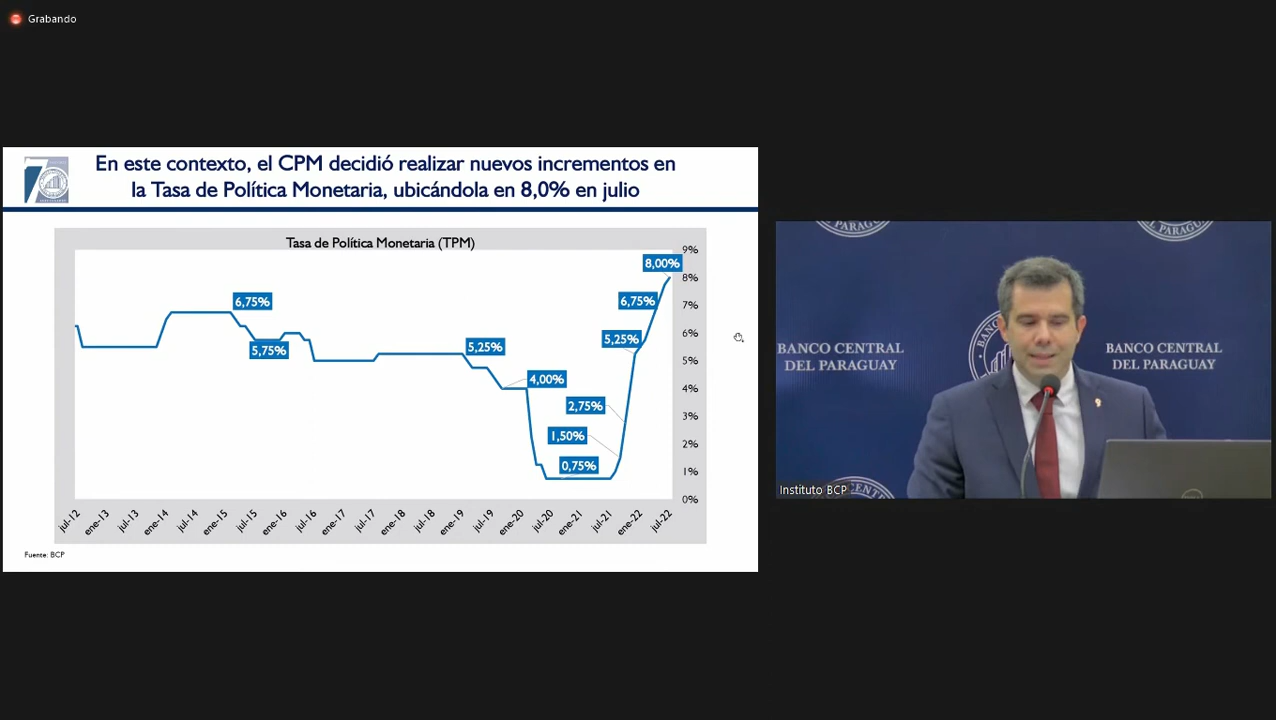 Grabando
En este contexto, el CPM decidió realizar nuevos incrementos en
la Tasa de Política Monetaria, ubicándola en 8,0% en julio
Tasa de Política Monetaria (TPM)
9%
8%
7%
6%
5%
4%
3%
2%
1%
0%
6,75%
5,75%
5,25%
4,00%
0,75%
1,50%
2,75%
5,25%
6,75%
8,00%
jul-12
ene-13
jul-13
ene-14
jul-14
ene-15
jul-15
ene-16
jul-16
ene-17
jul-17
ene-18
jul-18
ene-19
jul-19
ene-20
jul-20
ene-21
jul-21
ene-22
jul-22
Fuente: BCP
PARAGUAY
PARAGUAY
BANCO CENTRAL
DEL PARAGUAY
BANCO CENTRAL
DEL PARAGUAY
Instituto BCP